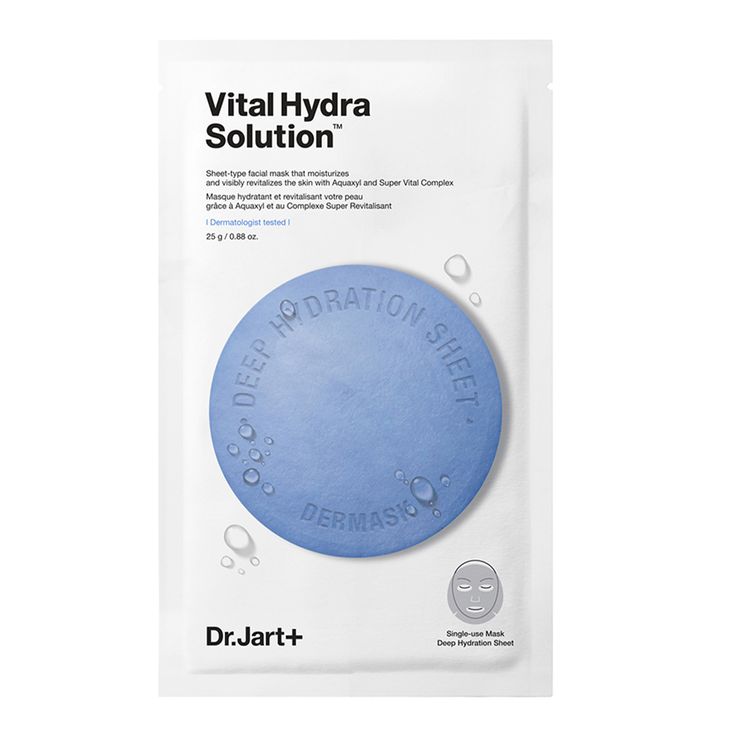 Vital Hydra
Solution™
Sheet-type facial mask that moisturizes
and visibly revitalizes the skin with Aquaxyl and Super Vital Complex
Masque hydratant et revitalisant votre peau
grâce à Aquaxyl et au Complexe Super Revitalisant
I Dermatologist tested I
25 g / 0.88 oz.
· DEEP HYDRATION SHEET ·
DERMASK
Dr.Jart+
Single-use Mask
Deep Hydration Sheet